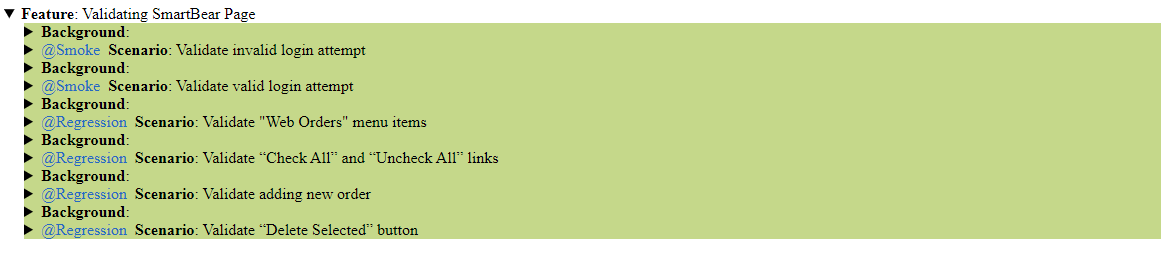 Feature: Validating SmartBear Page
Background:
@Smoke Scenario: Validate invalid login attempt
Background:
@Smoke Scenario: Validate valid login attempt
Background:
@Regression Scenario: Validate "Web Orders" menu items
Background:
@Regression Scenario: Validate “Check All” and “Uncheck All” links
Background:
@Regression Scenario: Validate adding new order
Background:
@Regression Scenario: Validate “Delete Selected” button